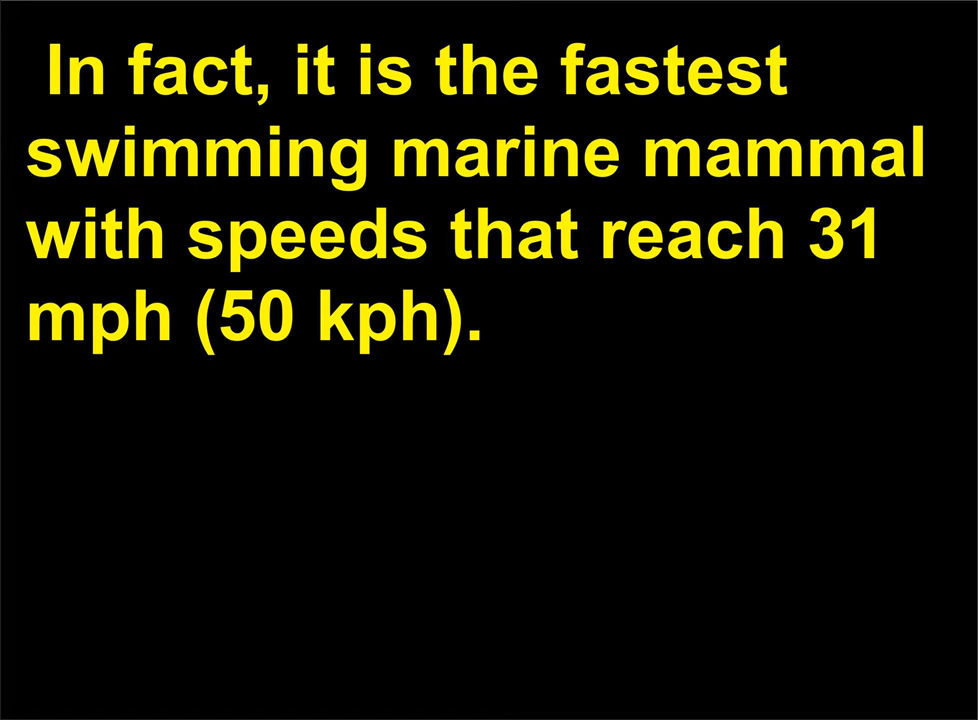 In fact, it is the fastest
swimming marine mammal
with speeds that reach 31
mph (50 kph).